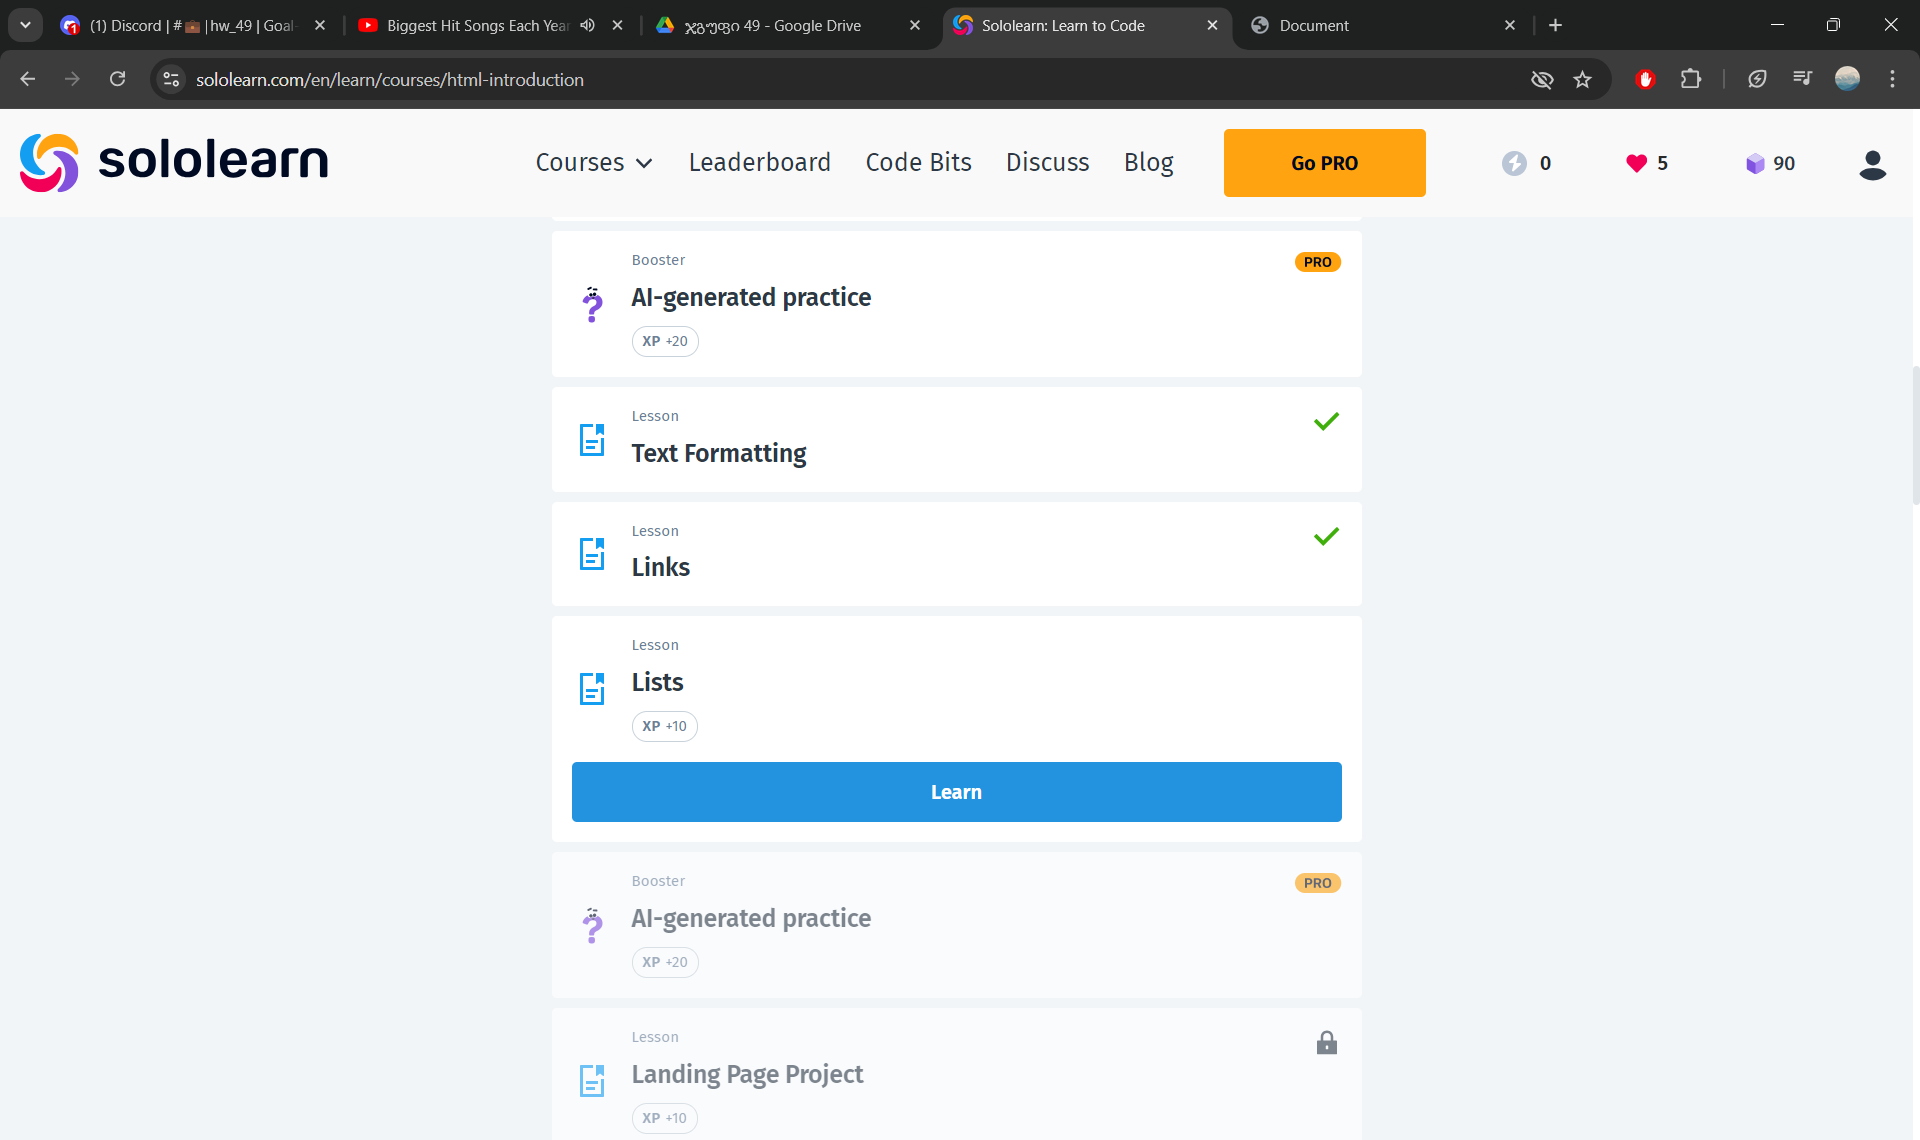 (1) Discord | #💼|hw_49 | Goal-
Biggest Hit Songs Each Year
ჯგუფი 49 - Google Drive
Sololearn: Learn to Code
Document
sololearn.com/en/learn/courses/html-introduction
sololearn
Courses
Leaderboard
Code Bits
Discuss
Blog
Go PRO
0
5
90
Booster
PRO
AI-generated practice
XP +20
Lesson
Text Formatting
Lesson
Links
Lesson
Lists
XP +10
Learn
Booster
PRO
AI-generated practice
XP +20
Lesson
Landing Page Project
XP +10